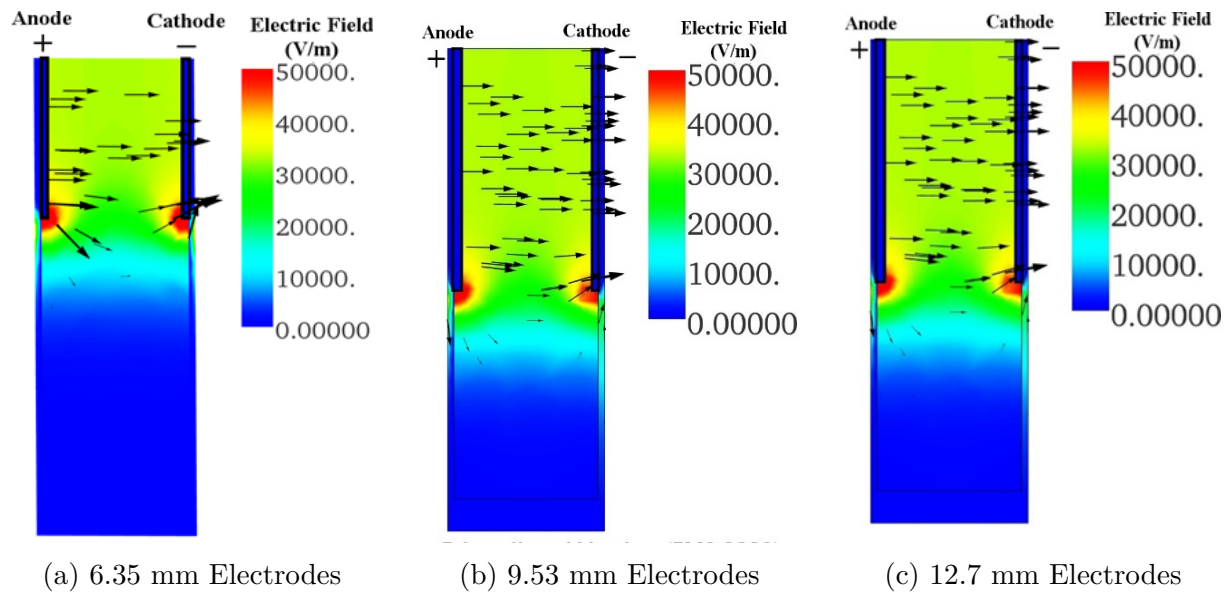 Anode
Cathode
Electric Field
(V/m)
+
−
50000.
40000.
30000.
20000.
10000.
0.00000
Anode
Cathode
Electric Field
(V/m)
+
−
50000.
40000.
30000.
20000.
10000.
0.00000
Anode
Cathode
Electric Field
(V/m)
+
−
50000.
40000.
30000.
20000.
10000.
0.00000
(a) 6.35 mm Electrodes
(b) 9.53 mm Electrodes
(c) 12.7 mm Electrodes